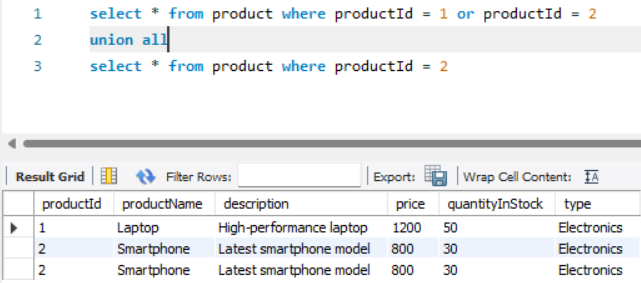 1 select * from product where productId = 1 or productId = 2
2 union all
3 select * from product where productId = 2
Result Grid Filter Rows: Export: Wrap Cell Content: IA
productId productName description price quantityInStock type
1 Laptop High-performance laptop 1200 50 Electronics
2 Smartphone Latest smartphone model 800 30 Electronics
2 Smartphone Latest smartphone model 800 30 Electronics